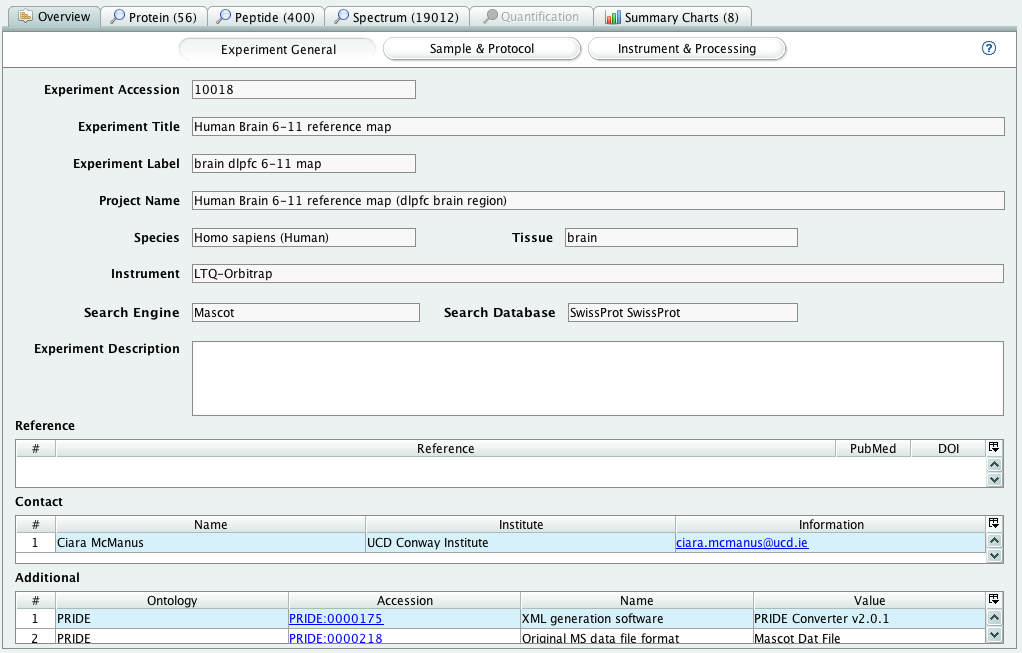 Overview Protein (56) Peptide (400) Spectrum (19012) Quantification Summary Charts (8)
Experiment General Sample & Protocol Instrument & Processing ?
Experiment Accession 10018
Experiment Title Human Brain 6-11 reference map
Experiment Label brain dlpfc 6-11 map
Project Name Human Brain 6-11 reference map (dlpfc brain region)
Species Homo sapiens (Human) Tissue brain
Instrument LTQ-Orbitrap
Search Engine Mascot Search Database SwissProt SwissProt
Experiment Description
Reference
# Reference PubMed DOI
Contact
# Name Institute Information
1 Ciara McManus UCD Conway Institute ciara.mcmanus@ucd.ie
Additional
# Ontology Accession Name Value
1 PRIDE PRIDE:0000175 XML generation software PRIDE Converter v2.0.1
2 PRIDE PRIDE:0000218 Original MS data file format Mascot Dat File